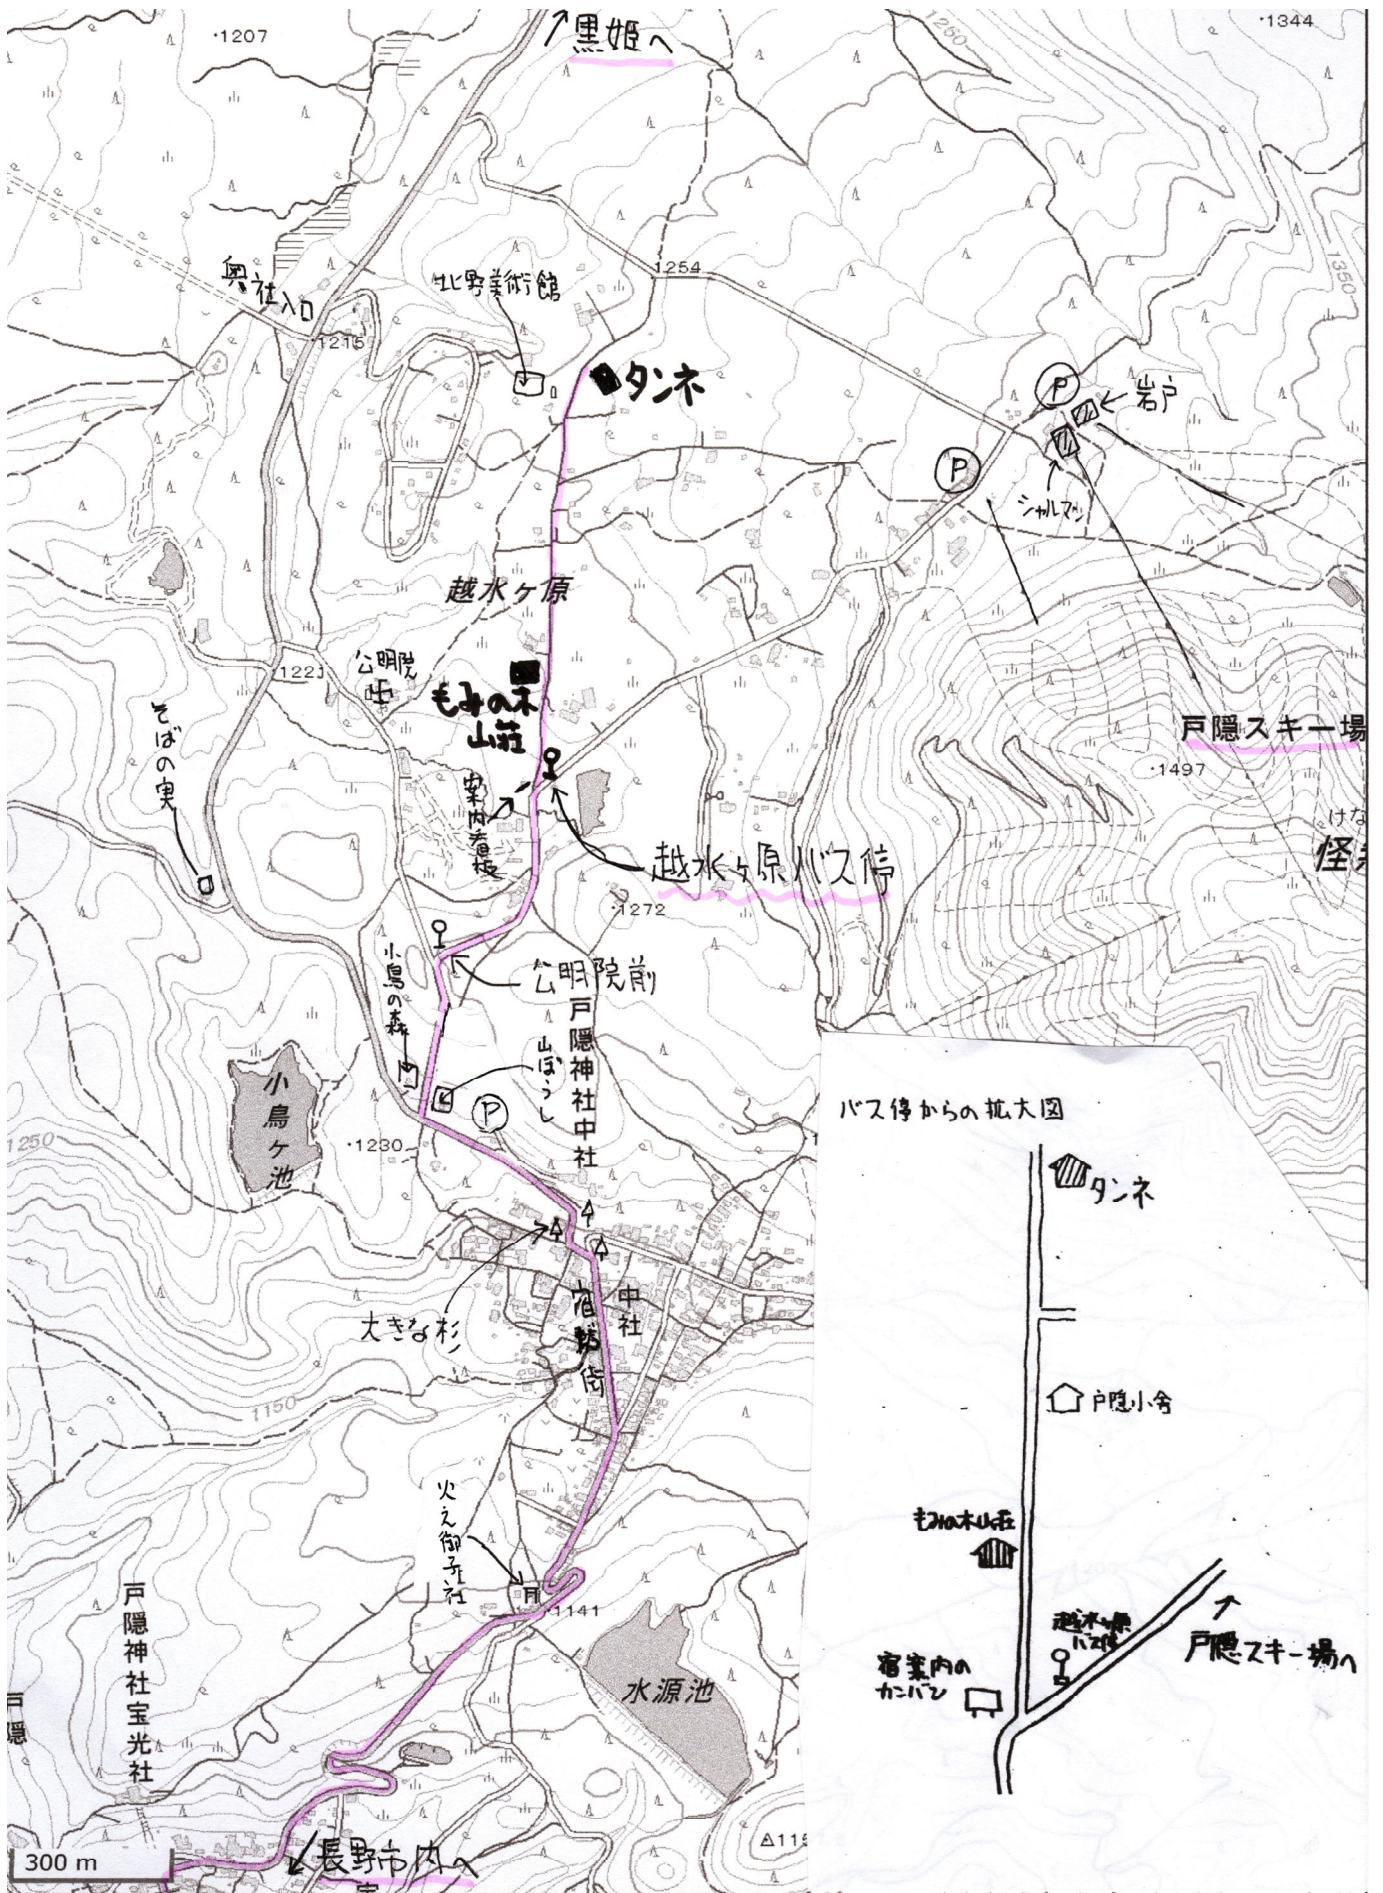 黒姫へ
1207
1344
1250
1254
1350
奥社入口
1215
北野美術館
タンネ
P
岩戸
P
シャルマン
越水ヶ原
1221
公明院
もみの木
山荘
そばの実
案内看板
戸隠スキー場
1497
けな
怪
越水ヶ原バス停
1272
公明院前
小鳥の森
山ぼうし
P
戸隠神社中社
小鳥ヶ池
1250
1230
大きな杉
宿坊街
中社
1150
火之御子社
1141
水源池
戸隠神社宝光社
戸隠
長野市内へ
115
300 m
バス停からの拡大図
タンネ
戸隠小舎
もみの木山荘
越水ヶ原
バス停
戸隠スキー場へ
宿案内の
カンバン